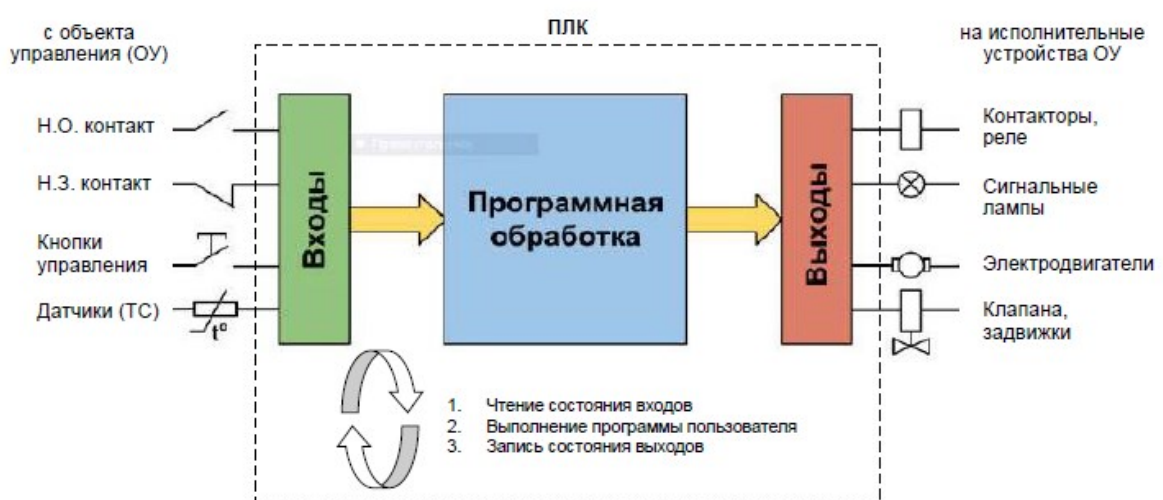 ПЛК
с объекта
управления (ОУ)
на исполнительные
устройства ОУ
Н.О. контакт
Н.З. контакт
Кнопки
управления
Датчики (ТС)
t°
Входы
Программная
обработка
Выходы
Контакторы,
реле
Сигнальные
лампы
Электродвигатели
Клапана,
задвижки
1. Чтение состояния входов
2. Выполнение программы пользователя
3. Запись состояния выходов